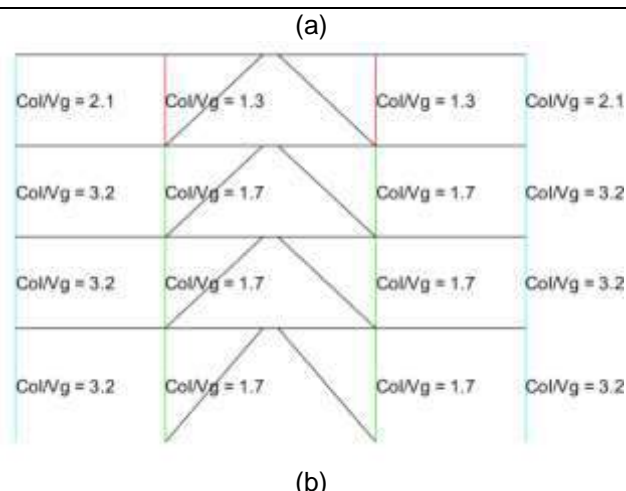 (a)
Col/Vg = 2.1 Col/Vg = 1.3 Col/Vg = 1.3 Col/Vg = 2.1
Col/Vg = 3.2 Col/Vg = 1.7 Col/Vg = 1.7 Col/Vg = 3.2
Col/Vg = 3.2 Col/Vg = 1.7 Col/Vg = 1.7 Col/Vg = 3.2
Col/Vg = 3.2 Col/Vg = 1.7 Col/Vg = 1.7 Col/Vg = 3.2
(b)